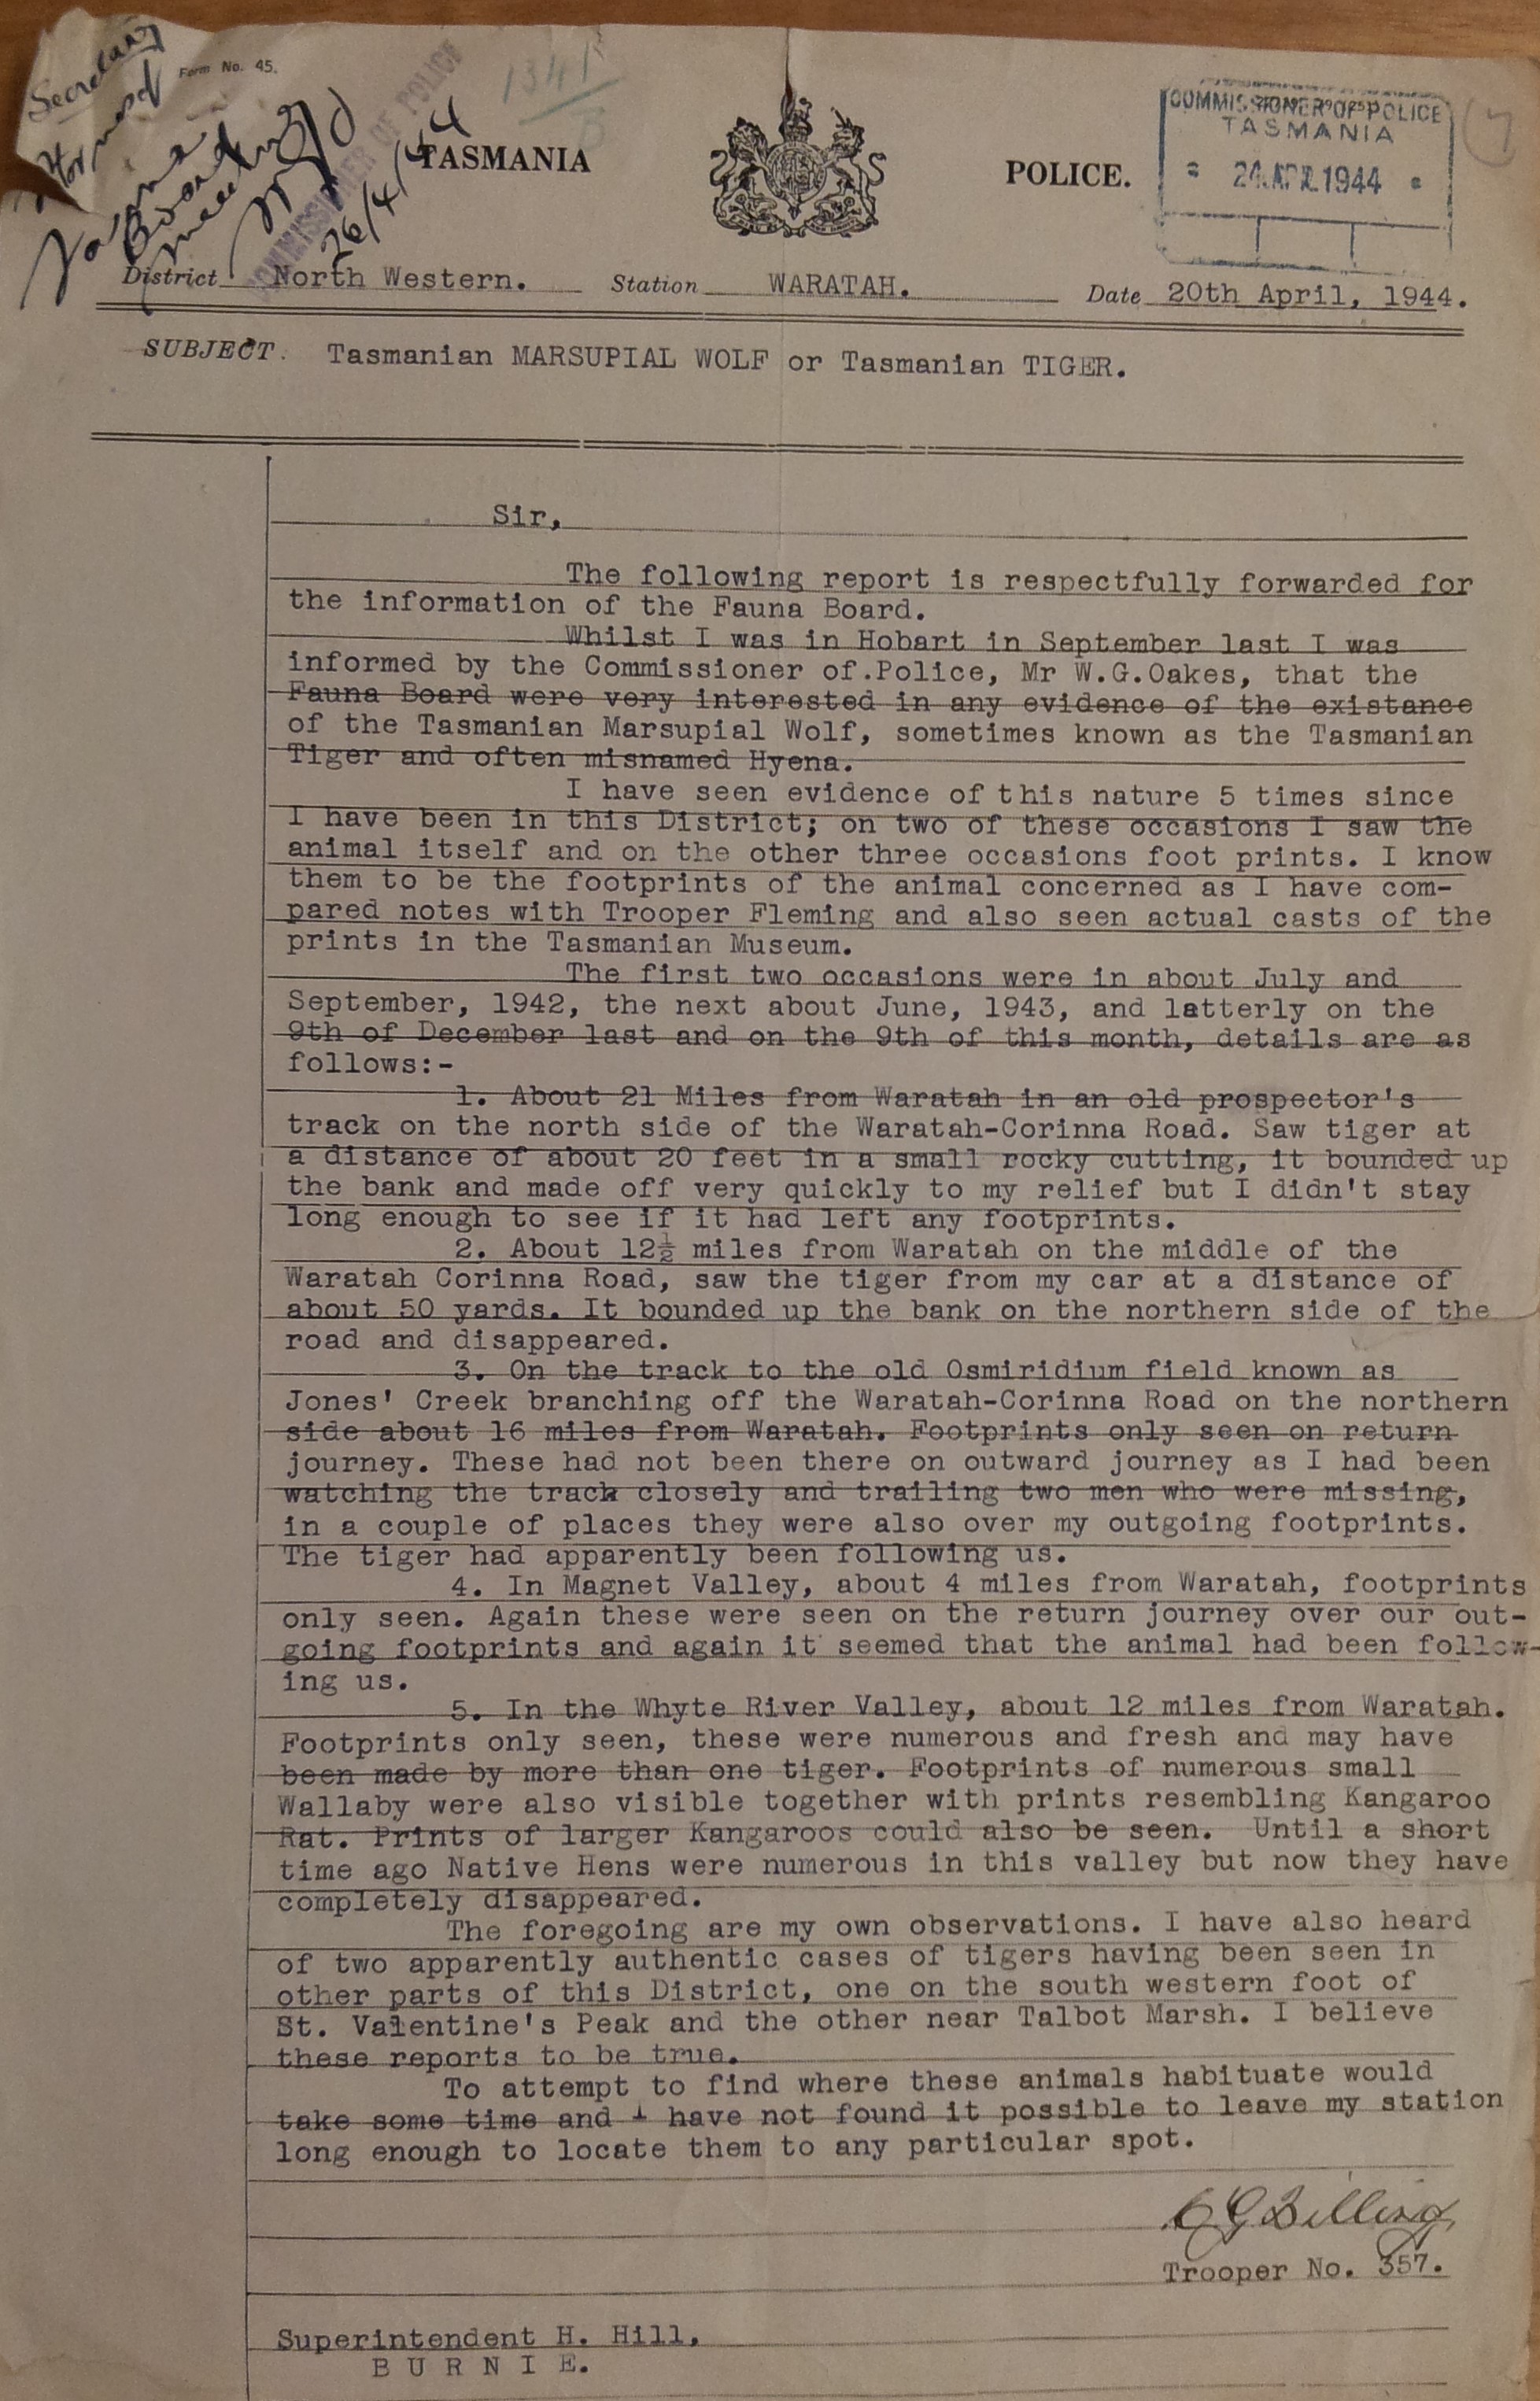 Secretary
Form No. 45.
Fauna
Board
meeting
26/4/44
COMMISSIONER OF POLICE
1341
TASMANIA POLICE.
COMMISSIONER OF POLICE
TASMANIA
24 APR 1944
District North Western. Station WARATAH. Date 20th April, 1944.
SUBJECT. Tasmanian MARSUPIAL WOLF or Tasmanian TIGER.
Sir,
The following report is respectfully forwarded for
the information of the Fauna Board.
Whilst I was in Hobart in September last I was
informed by the Commissioner of.Police, Mr W.G.Oakes, that the
Fauna Board were very interested in any evidence of the existance
of the Tasmanian Marsupial Wolf, sometimes known as the Tasmanian
Tiger and often misnamed Hyena.
I have seen evidence of this nature 5 times since
I have been in this District; on two of these occasions I saw the
animal itself and on the other three occasions foot prints. I know
them to be the footprints of the animal concerned as I have com-
pared notes with Trooper Fleming and also seen actual casts of the
prints in the Tasmanian Museum.
The first two occasions were in about July and
September, 1942, the next about June, 1943, and latterly on the
9th of December last and on the 9th of this month, details are as
follows:-
1. About 21 Miles from Waratah in an old prospector's
track on the north side of the Waratah-Corinna Road. Saw tiger at
a distance of about 20 feet in a small rocky cutting, it bounded up
the bank and made off very quickly to my relief but I didn't stay
long enough to see if it had left any footprints.
2. About 12½ miles from Waratah on the middle of the
Waratah Corinna Road, saw the tiger from my car at a distance of
about 50 yards. It bounded up the bank on the northern side of the
road and disappeared.
3. On the track to the old Osmiridium field known as
Jones' Creek branching off the Waratah-Corinna Road on the northern
side about 16 miles from Waratah. Footprints only seen on return
journey. These had not been there on outward journey as I had been
watching the track closely and trailing two men who were missing,
in a couple of places they were also over my outgoing footprints.
The tiger had apparently been following us.
4. In Magnet Valley, about 4 miles from Waratah, footprints
only seen. Again these were seen on the return journey over our out-
going footprints and again it seemed that the animal had been follow-
ing us.
5. In the Whyte River Valley, about 12 miles from Waratah.
Footprints only seen, these were numerous and fresh and may have
been made by more than one tiger. Footprints of numerous small
Wallaby were also visible together with prints resembling Kangaroo
Rat. Prints of larger Kangaroos could also be seen. Until a short
time ago Native Hens were numerous in this valley but now they have
completely disappeared.
The foregoing are my own observations. I have also heard
of two apparently authentic cases of tigers having been seen in
other parts of this District, one on the south western foot of
St. Valentine's Peak and the other near Talbot Marsh. I believe
these reports to be true.
To attempt to find where these animals habituate would
take some time and I have not found it possible to leave my station
long enough to locate them to any particular spot.
Trooper No. 357.
Superintendent H. Hill,
BURNIE.